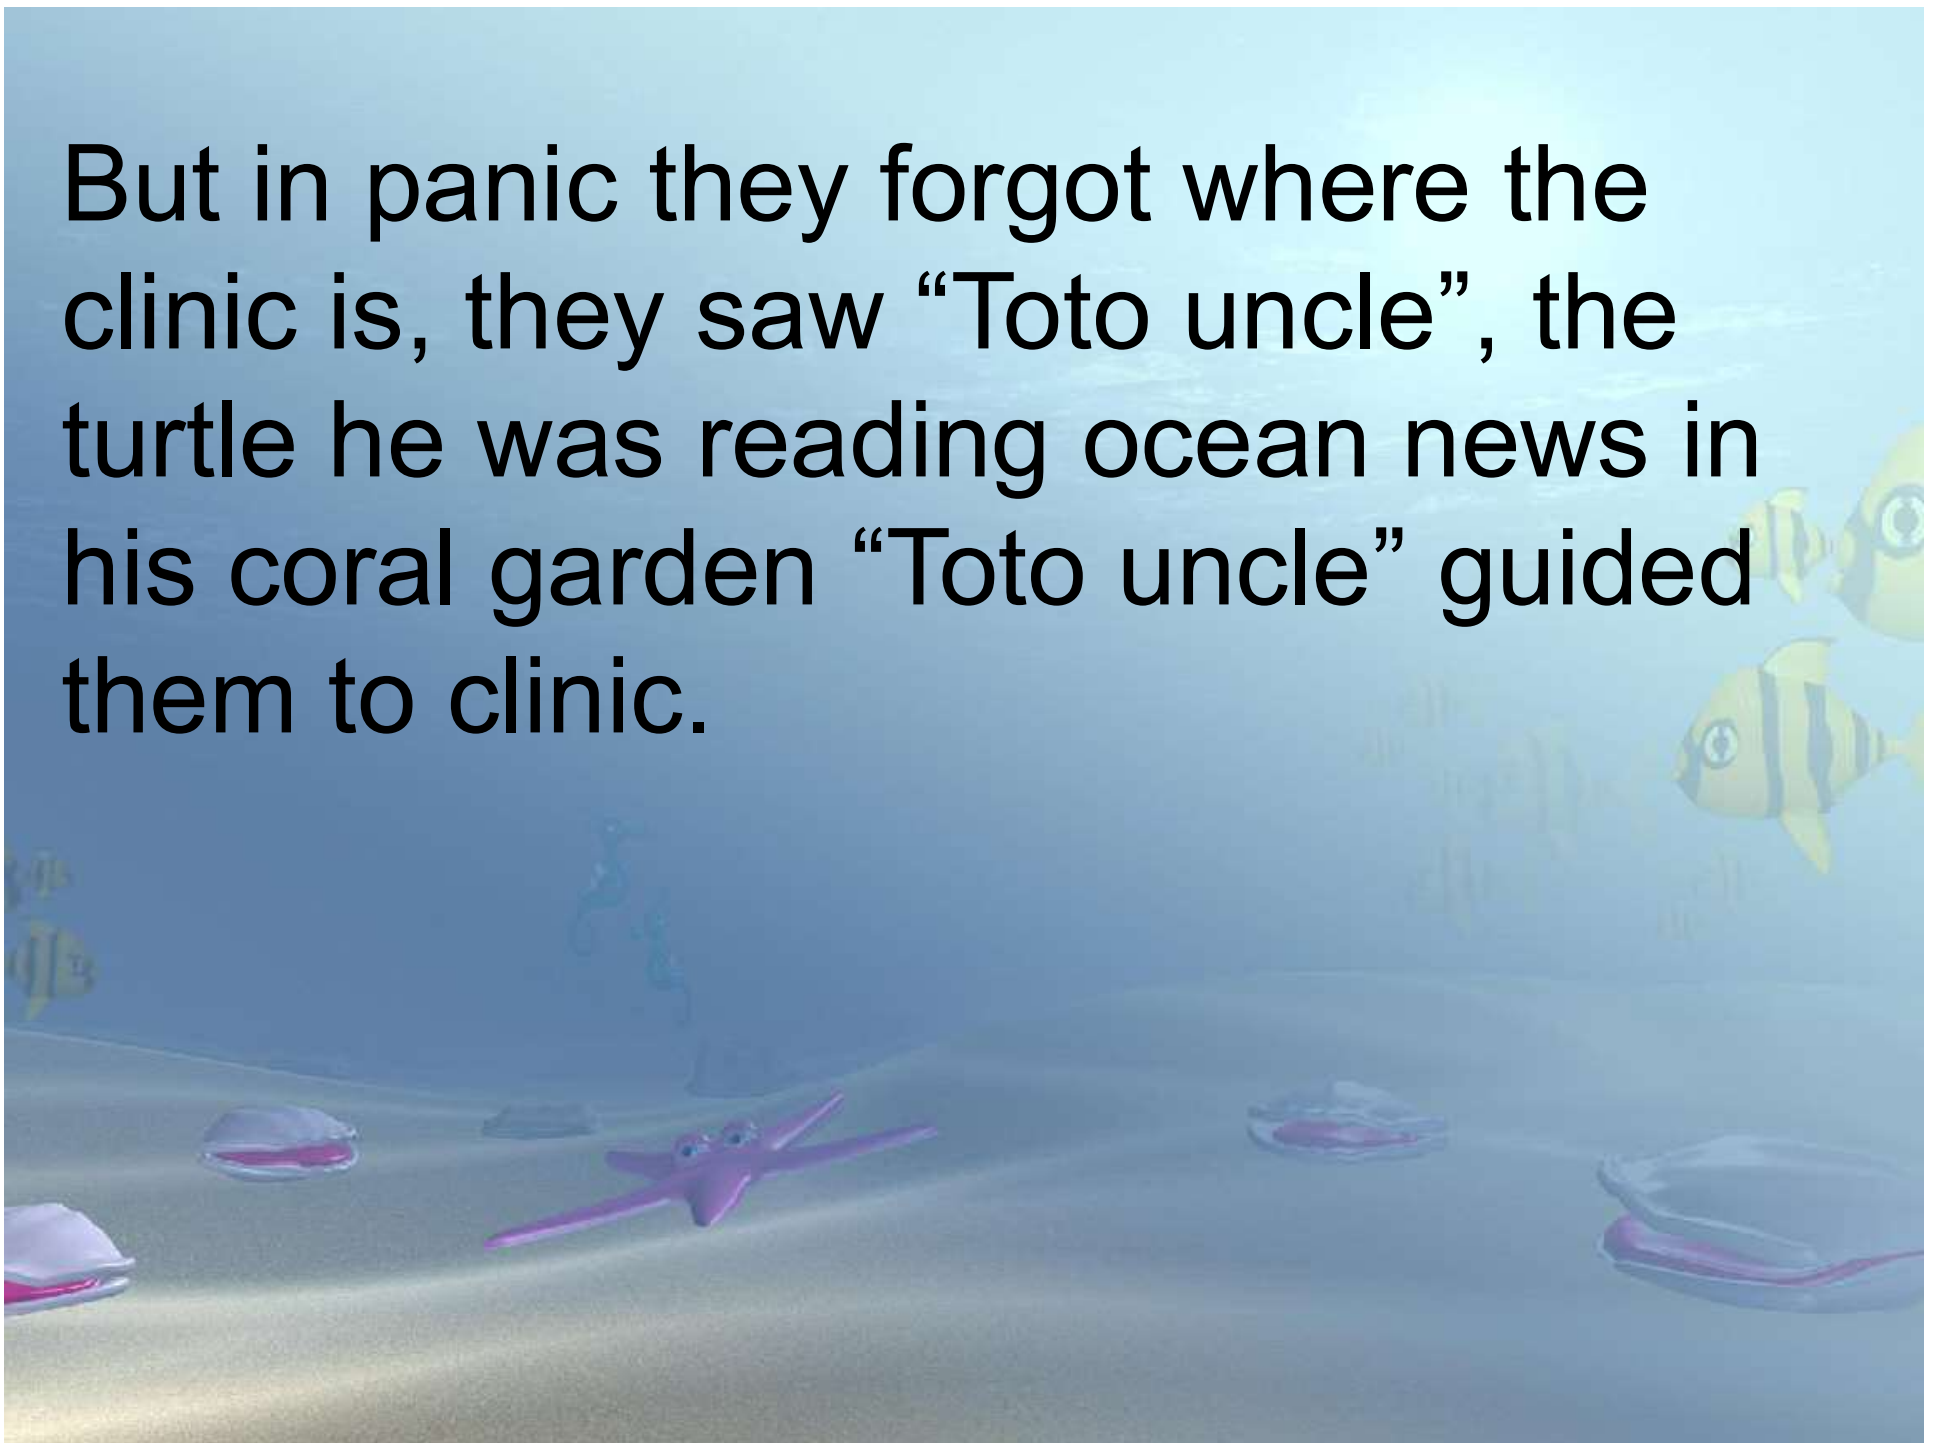 But in panic they forgot where the
clinic is, they saw “Toto uncle”, the
turtle he was reading ocean news in
his coral garden “Toto uncle” guided
them to clinic.